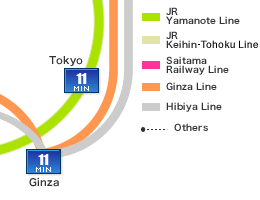 Tokyo
11
MIN
11
MIN
Ginza
JR
Yamanote Line
JR
Keihin-Tohoku Line
Saitama
Railway Line
Ginza Line
Hibiya Line
Others